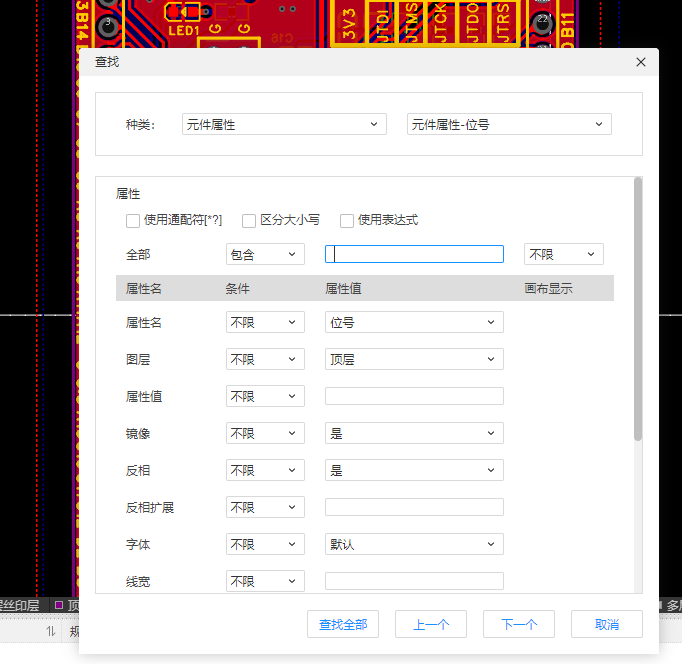 3B14
3
LED1
G G
C18
3V3
JTDI
JTMS
JTCK
JTDO
JTRS
22
B11
查找
种类:
元件属性
元件属性-位号
属性
使用通配符[*?]
区分大小写
使用表达式
全部
包含
不限
属性名 条件 属性值 画布显示
属性名 不限 位号
图层 不限 顶层
属性值 不限
镜像 不限 是
反相 不限 是
反相扩展 不限
字体 不限 默认
线宽 不限
丝印层
顶
多
规
查找全部 上一个 下一个 取消